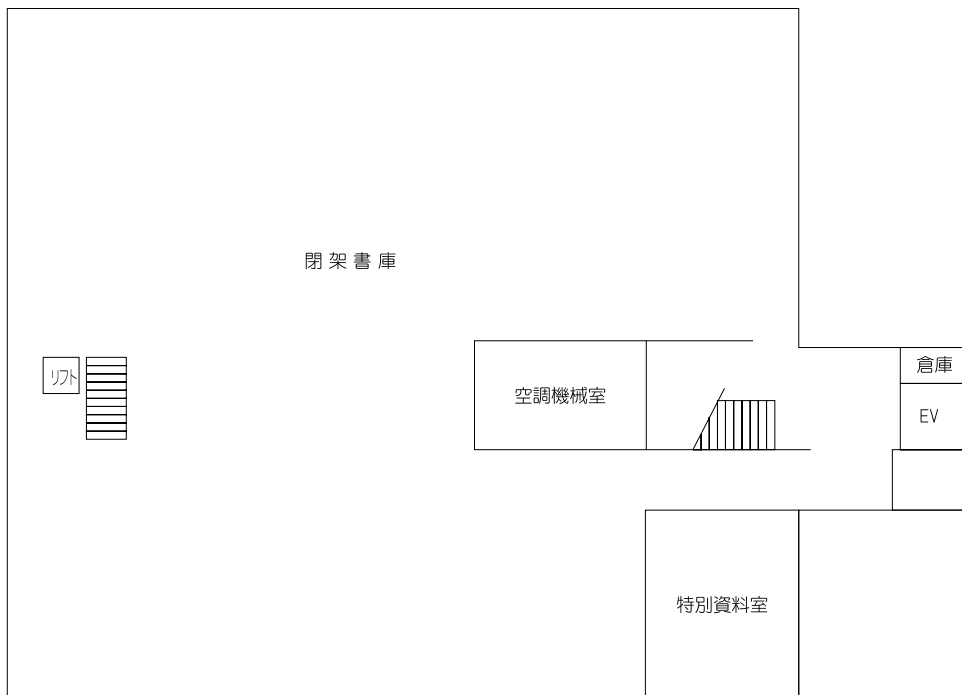 閉架書庫
リフト
空調機械室
倉庫
EV
特別資料室